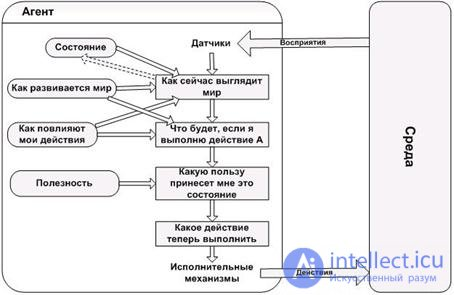 Агент
Состояние
Датчики
Восприятия
Как развивается мир
Как сейчас выглядит
мир
Как повлияют
мои действия
Что будет, если я
выполню действие А
Среда
Полезность
Какую пользу
принесет мне это
состояние
Какое действие
теперь выполнить
Исполнительные
механизмы
Действия
intellect.icu
Искусственный разум